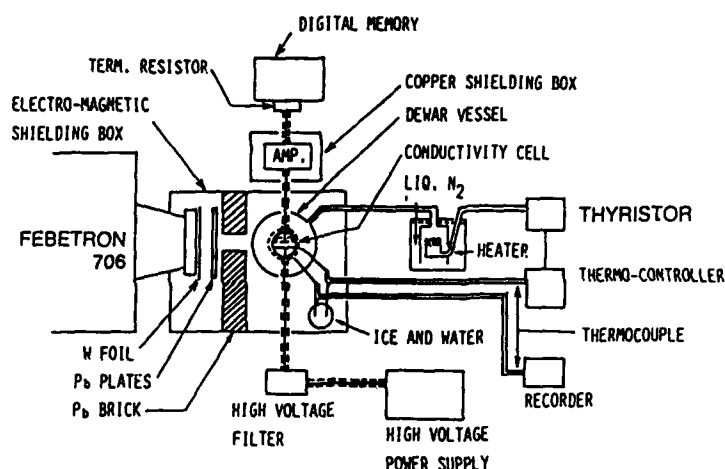 DIGITAL MEMORY
TERM. RESISTOR
COPPER SHIELDING BOX
ELECTRO-MAGNETIC
SHIELDING BOX
DEWAR VESSEL
AMP.
CONDUCTIVITY CELL
LIQ. N2
FEBETRON
706
THYRISTOR
HEATER
THERMO-CONTROLLER
ICE AND WATER
THERMOCOUPLE
W FOIL
Pb PLATES
Pb BRICK
RECORDER
HIGH VOLTAGE
FILTER
HIGH VOLTAGE
POWER SUPPLY